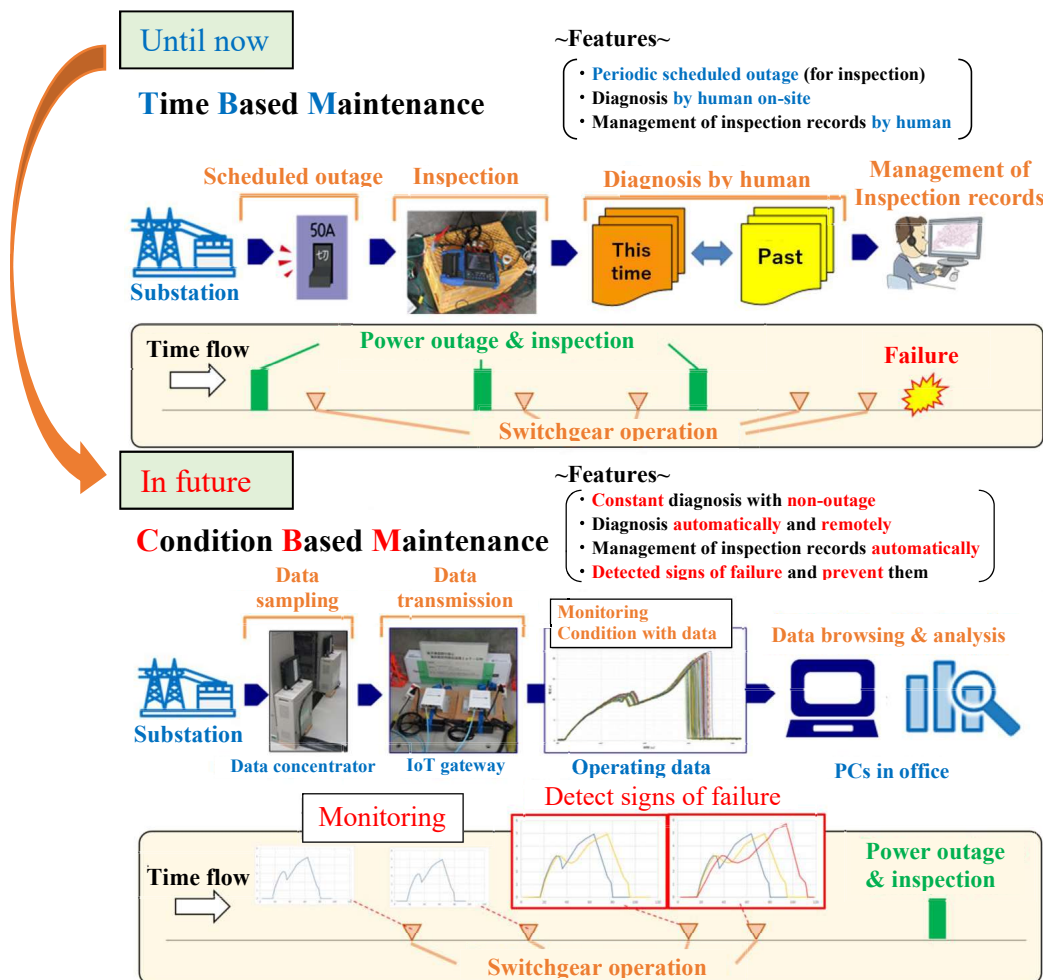 Until now
~Features~
・Periodic scheduled outage (for inspection)
・Diagnosis by human on-site
・Management of inspection records by human
Time Based Maintenance
Scheduled outage
Inspection
Diagnosis by human
Management of
Inspection records
50A
切
This
time
Past
Substation
Time flow
Power outage & inspection
Failure
Switchgear operation
In future
~Features~
・Constant diagnosis with non-outage
・Diagnosis automatically and remotely
・Management of inspection records automatically
・Detected signs of failure and prevent them
Condition Based Maintenance
Data
sampling
Data
transmission
Monitoring
Condition with data
Data browsing & analysis
Substation
Data concentrator
IoT gateway
Operating data
PCs in office
Monitoring
Detect signs of failure
Time flow
Power outage
& inspection
Switchgear operation